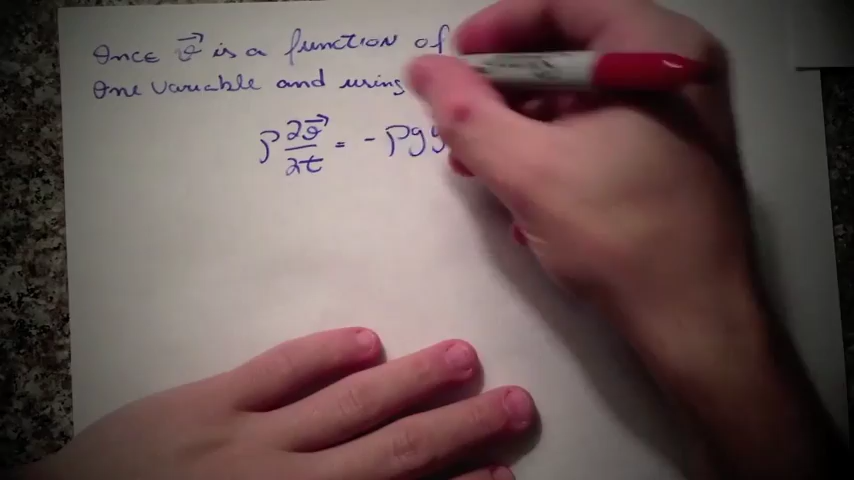 Once v⃗ is a function of
One variable and using
ρ ∂v⃗/∂t = - ρg